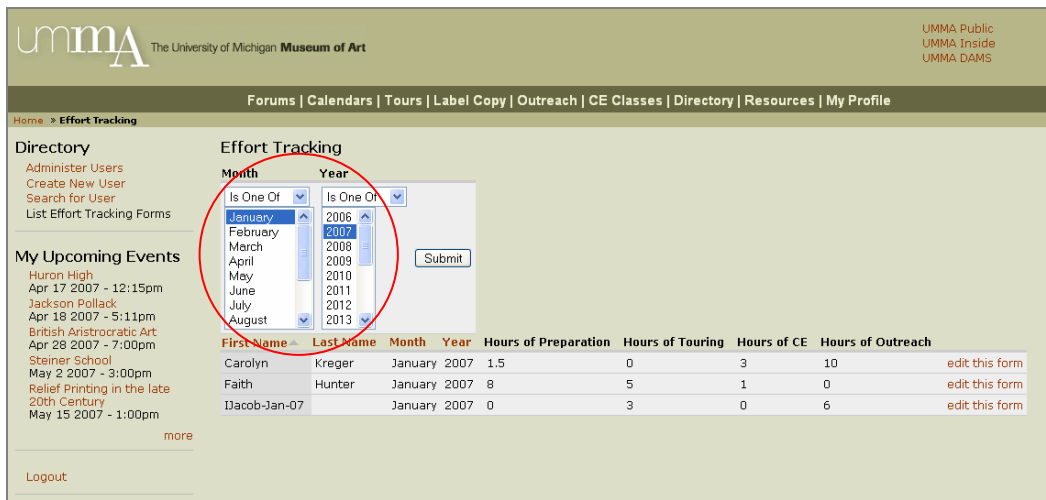 umma The University of Michigan Museum of Art
UMMA Public
UMMA Inside
UMMA DAMS
Forums | Calendars | Tours | Label Copy | Outreach | CE Classes | Directory | Resources | My Profile
Home » Effort Tracking
Directory
Administer Users
Create New User
Search for User
List Effort Tracking Forms
My Upcoming Events
Huron High
Apr 17 2007 - 12:15pm
Jackson Pollack
Apr 18 2007 - 5:11pm
British Aristrocratic Art
Apr 28 2007 - 7:00pm
Steiner School
May 2 2007 - 3:00pm
Relief Printing in the late
20th Century
May 15 2007 - 1:00pm
more
Logout
Effort Tracking
Month Year
Is One Of Is One Of
January 2006
February 2007
March 2008
April 2009
May 2010
June 2011
July 2012
August 2013
Submit
First Name Last Name Month Year Hours of Preparation Hours of Touring Hours of CE Hours of Outreach
Carolyn Kreger January 2007 1.5 0 3 10 edit this form
Faith Hunter January 2007 8 5 1 0 edit this form
IJacob-Jan-07 January 2007 0 3 0 6 edit this form